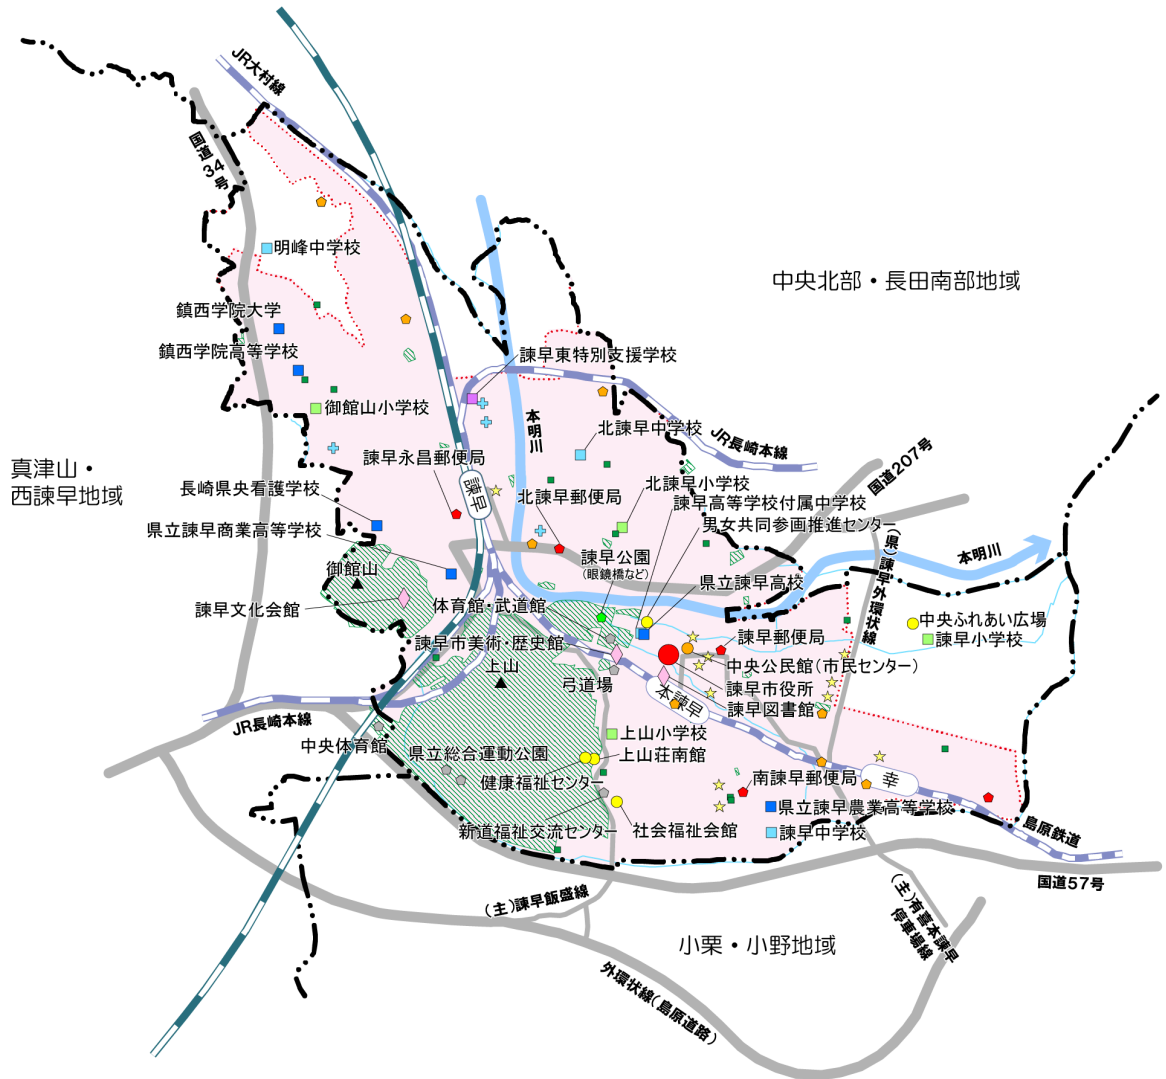 JR大村線
国道34号
明峰中学校
中央北部・長田南部地域
鎮西学院大学
鎮西学院高等学校
諫早東特別支援学校
御館山小学校
本明川
北諫早中学校
JR長崎本線
国道207号
真津山・
西諫早地域
諫早永昌郵便局
長崎県央看護学校
諫早
北諫早郵便局
北諫早小学校
諫早高等学校付属中学校
男女共同参画推進センター
県立諫早商業高等学校
諫早公園
（眼鏡橋など）
（県）諫早外環状線
本明川
御館山
県立諫早高校
諫早文化会館
体育館・武道館
中央ふれあい広場
諫早小学校
諫早市美術・歴史館
諫早郵便局
上山
中央公民館（市民センター）
弓道場
諫早市役所
本諫早
諫早図書館
JR長崎本線
中央体育館
上山小学校
県立総合運動公園
上山荘南館
健康福祉センター
南諫早郵便局
幸
県立諫早農業高等学校
新道福祉交流センター
社会福祉会館
諫早中学校
島原鉄道
国道57号
（主）諫早飯盛線
（主）有喜本諫早
停車場線
小栗・小野地域
外環状線（島原道路）